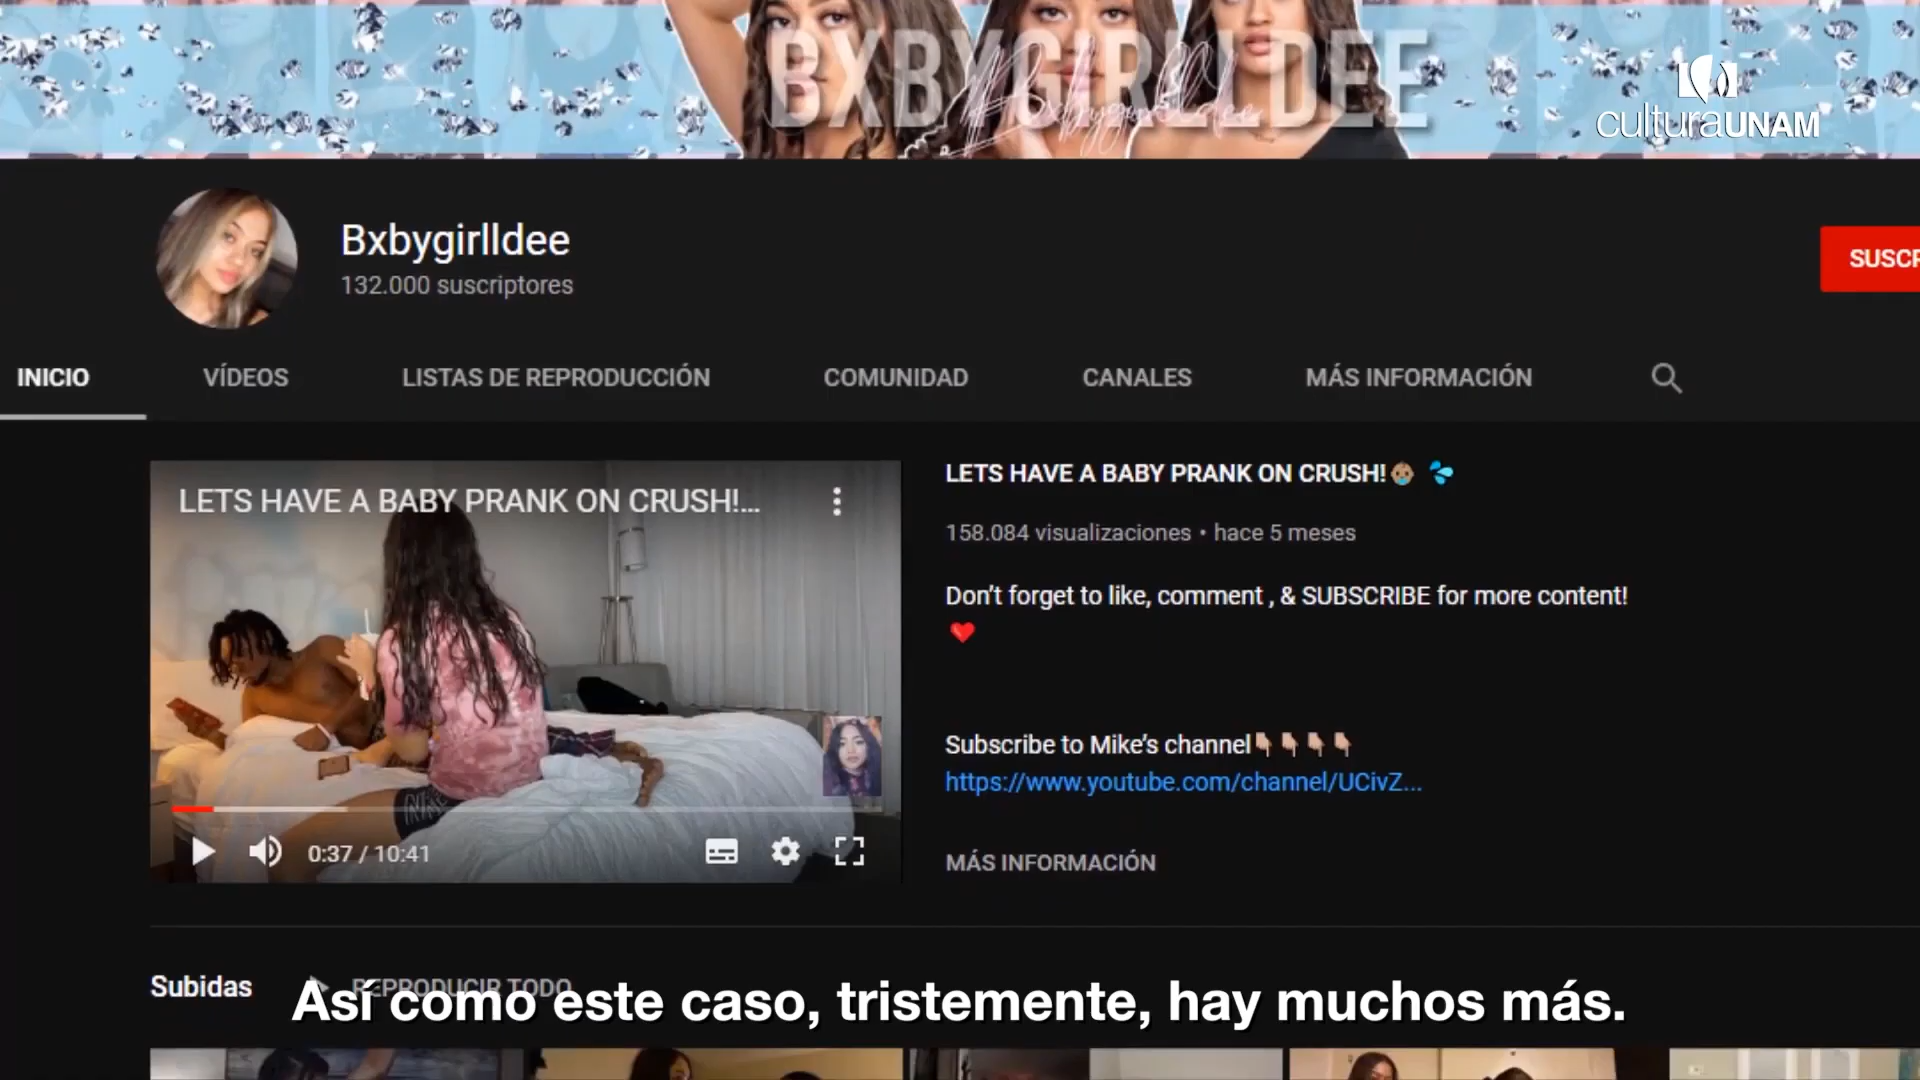 BXBYGIRLLDEE
Bxbygirlldee
culturaUNAM
Bxbygirlldee
132.000 suscriptores
SUSCR
INICIO
VÍDEOS
LISTAS DE REPRODUCCIÓN
COMUNIDAD
CANALES
MÁS INFORMACIÓN
LETS HAVE A BABY PRANK ON CRUSH!...
0:37 / 10:41
LETS HAVE A BABY PRANK ON CRUSH!👶🏽 💦
158.084 visualizaciones • hace 5 meses
Don't forget to like, comment , & SUBSCRIBE for more content!
❤️
Subscribe to Mike's channel👇🏼👇🏼👇🏼👇🏼
https://www.youtube.com/channel/UCivZ...
MÁS INFORMACIÓN
Subidas
REPRODUCIR TODO
Así como este caso, tristemente, hay muchos más.